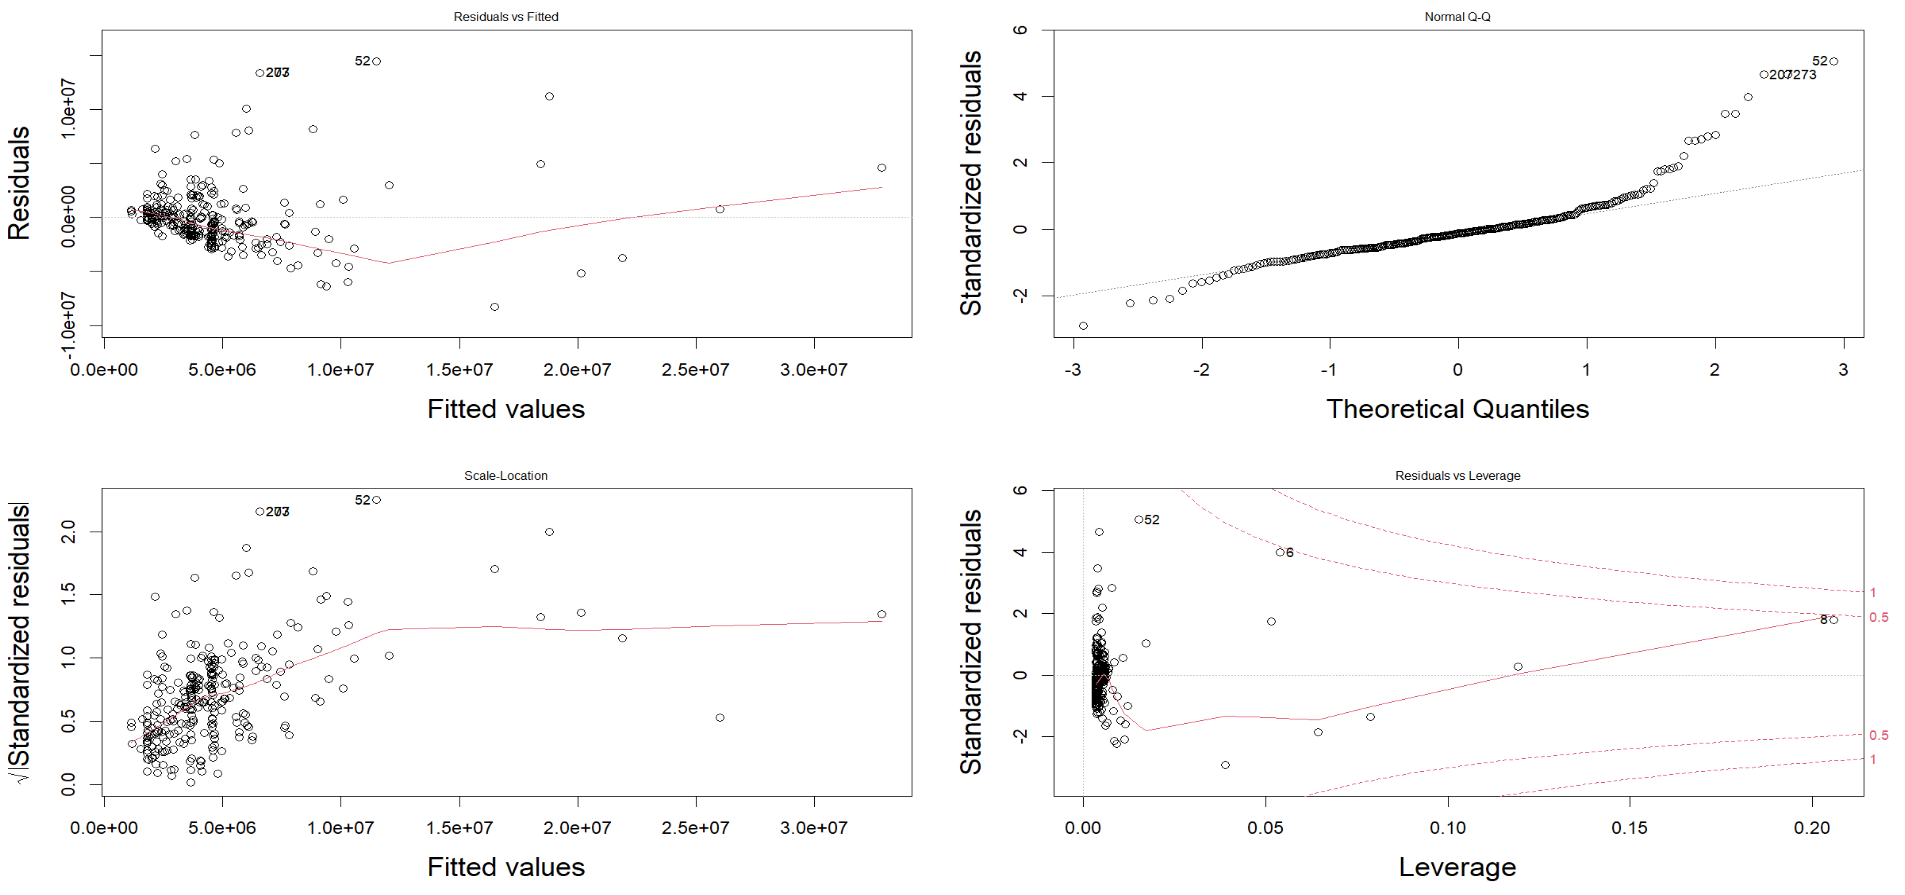 Residuals vs Fitted
Residuals
-1.0e+07
0.0e+00
1.0e+07
52
273
0.0e+00
5.0e+06
1.0e+07
1.5e+07
2.0e+07
2.5e+07
3.0e+07
Fitted values
Normal Q-Q
Standardized residuals
-2
0
2
4
6
52
207273
-3
-2
-1
0
1
2
3
Theoretical Quantiles
Scale-Location
√|Standardized residuals|
0.0
0.5
1.0
1.5
2.0
52
273
0.0e+00
5.0e+06
1.0e+07
1.5e+07
2.0e+07
2.5e+07
3.0e+07
Fitted values
Residuals vs Leverage
Standardized residuals
-2
0
2
4
6
52
6
8
1
0.5
0.5
1
0.00
0.05
0.10
0.15
0.20
Leverage